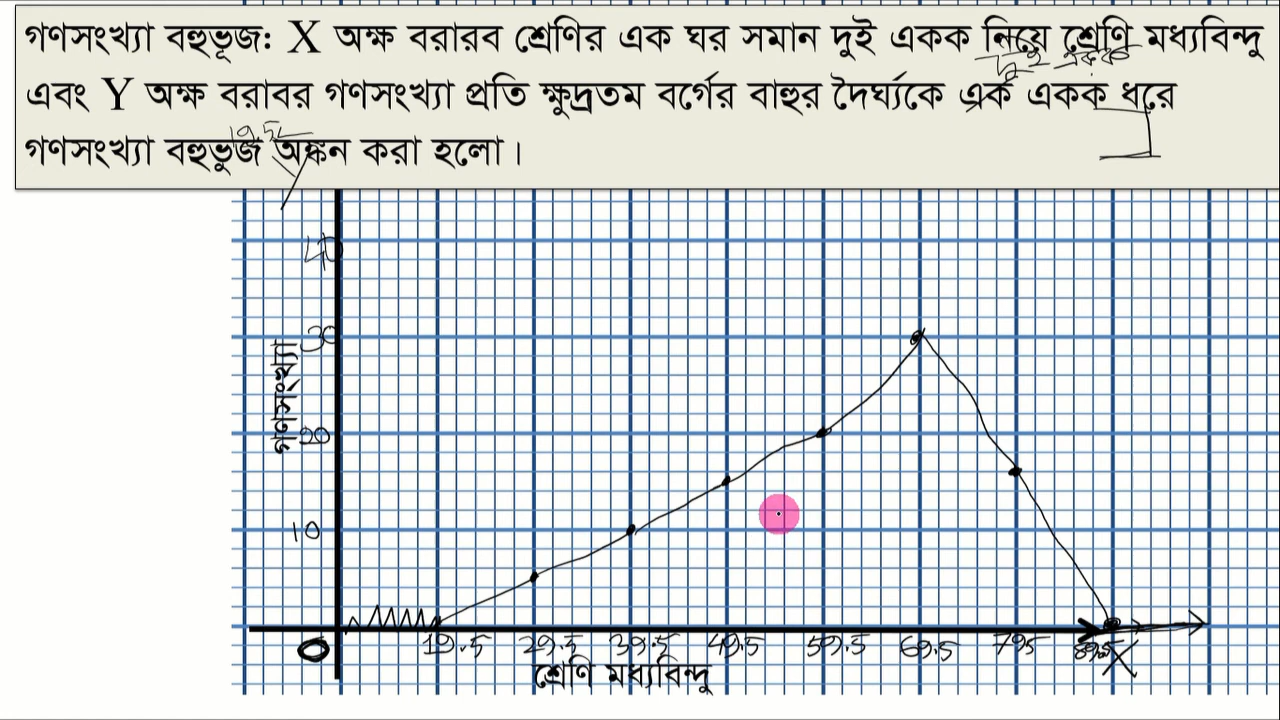 গণসংখ্যা বহুভূজ: X অক্ষ বরারব শ্রেণির এক ঘর সমান দুই একক নিয়ে শ্রেণি মধ্যবিন্দু
এবং Y অক্ষ বরাবর গণসংখ্যা প্রতি ক্ষুদ্রতম বর্গের বাহুর দৈর্ঘ্যকে এক একক ধরে
গণসংখ্যা বহুভুজ অঙ্কন করা হলো।
40
30
গণসংখ্যা
20
10
0
19.5 29.5 39.5 49.5 59.5 69.5 79.5 89.5
X
শ্রেণি মধ্যবিন্দু